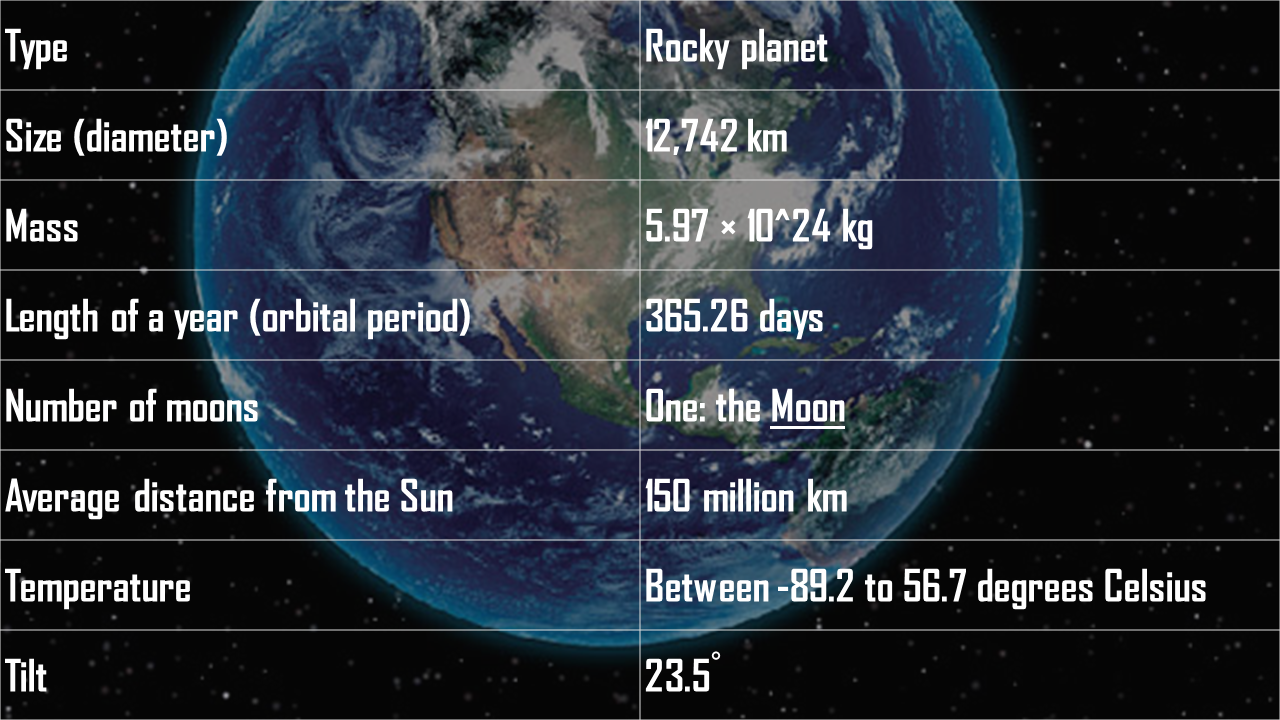 Type Rocky planet
Size (diameter) 12,742 km
Mass 5.97 × 10^24 kg
Length of a year (orbital period) 365.26 days
Number of moons One: the Moon
Average distance from the Sun 150 million km
Temperature Between -89.2 to 56.7 degrees Celsius
Tilt 23.5°